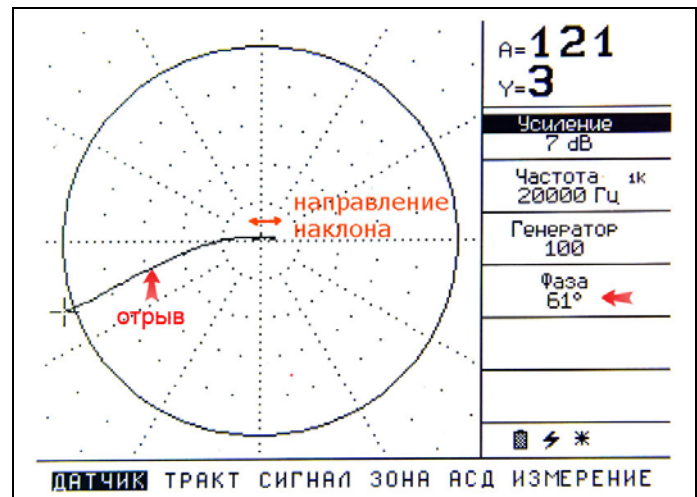 A=121
Y=3
Усиление
7 dB
Частота 1k
20000 Гц
направление
наклона
Генератор
100
Фаза
61°
отрыв
ДАТЧИК ТРАКТ СИГНАЛ ЗОНА АСД ИЗМЕРЕНИЕ